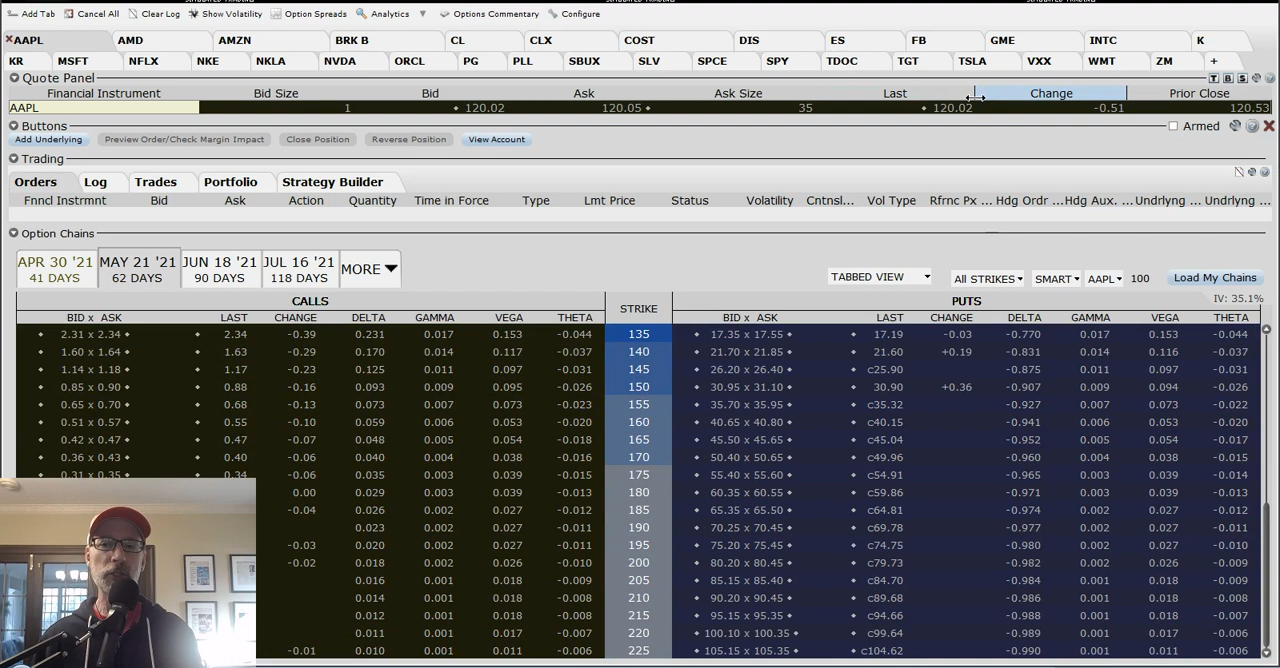 Add Tab Cancel All Clear Log Show Volatility Option Spreads Analytics ▼ Options Commentary Configure
AAPL AMD AMZN BRK B CL CLX COST DIS ES FB GME INTC K
KR MSFT NFLX NKE NKLA NVDA ORCL PG PLL SBUX SLV SPCE SPY TDOC TGT TSLA VXX WMT ZM +
Quote Panel T B S
Financial Instrument Bid Size Bid Ask Ask Size Last Change Prior Close
AAPL 1 120.02 120.05 35 120.02 -0.51 120.53
Buttons Armed
Add Underlying Preview Order/Check Margin Impact Close Position Reverse Position View Account
Trading
Orders Log Trades Portfolio Strategy Builder
Fnncl Instrmnt Bid Ask Action Quantity Time in Force Type Lmt Price Status Volatility Cntnsl... Vol Type Rfrnc Px ... Hdg Ordr ... Hdg Aux. ... Undrlyng ... Undrlyng ...
Option Chains
APR 30 '21 MAY 21 '21 JUN 18 '21 JUL 16 '21 MORE ▼
41 DAYS 62 DAYS 90 DAYS 118 DAYS
TABBED VIEW All STRIKES SMART AAPL 100 Load My Chains
CALLS STRIKE PUTS IV: 35.1%
BID x ASK LAST CHANGE DELTA GAMMA VEGA THETA BID x ASK LAST CHANGE DELTA GAMMA VEGA THETA
2.31 x 2.34 2.34 -0.39 0.231 0.017 0.153 -0.044 135 17.35 x 17.55 17.19 -0.03 -0.770 0.017 0.153 -0.044
1.60 x 1.64 1.63 -0.29 0.170 0.014 0.117 -0.037 140 21.70 x 21.85 21.60 +0.19 -0.831 0.014 0.116 -0.037
1.14 x 1.18 1.17 -0.23 0.125 0.011 0.097 -0.031 145 26.20 x 26.40 c25.90 -0.875 0.011 0.097 -0.031
0.85 x 0.90 0.88 -0.16 0.093 0.009 0.095 -0.026 150 30.95 x 31.10 30.90 +0.36 -0.907 0.009 0.094 -0.026
0.65 x 0.70 0.68 -0.13 0.073 0.007 0.073 -0.023 155 35.70 x 35.95 c35.32 -0.927 0.007 0.073 -0.022
0.51 x 0.57 0.55 -0.10 0.059 0.006 0.053 -0.020 160 40.65 x 40.80 c40.15 -0.941 0.006 0.053 -0.020
0.42 x 0.47 0.47 -0.07 0.048 0.005 0.054 -0.018 165 45.50 x 45.65 c45.04 -0.952 0.005 0.054 -0.017
0.36 x 0.43 0.40 -0.06 0.040 0.004 0.038 -0.016 170 50.40 x 50.65 c49.96 -0.960 0.004 0.038 -0.015
0.31 x 0.35 0.34 -0.06 0.035 0.003 0.039 -0.014 175 55.40 x 55.60 c54.91 -0.965 0.003 0.039 -0.014
0.00 0.029 0.003 0.039 -0.013 180 60.35 x 60.55 c59.86 -0.971 0.003 0.039 -0.013
-0.04 0.026 0.002 0.027 -0.012 185 65.35 x 65.50 c64.81 -0.974 0.002 0.027 -0.012
0.023 0.002 0.027 -0.011 190 70.25 x 70.45 c69.78 -0.977 0.002 0.027 -0.011
-0.03 0.020 0.002 0.027 -0.011 195 75.20 x 75.45 c74.75 -0.980 0.002 0.027 -0.010
-0.02 0.018 0.002 0.026 -0.010 200 80.20 x 80.45 c79.73 -0.982 0.002 0.026 -0.010
0.016 0.001 0.018 -0.009 205 85.15 x 85.40 c84.70 -0.984 0.001 0.018 -0.009
0.014 0.001 0.018 -0.008 210 90.20 x 90.45 c89.68 -0.986 0.001 0.018 -0.008
0.012 0.001 0.018 -0.008 215 95.15 x 95.35 c94.66 -0.988 0.001 0.018 -0.007
0.011 0.001 0.017 -0.007 220 100.10 x 100.35 c99.64 -0.989 0.001 0.017 -0.006
-0.01 0.010 0.001 0.011 -0.006 225 105.15 x 105.35 c104.62 -0.990 0.001 0.011 -0.006